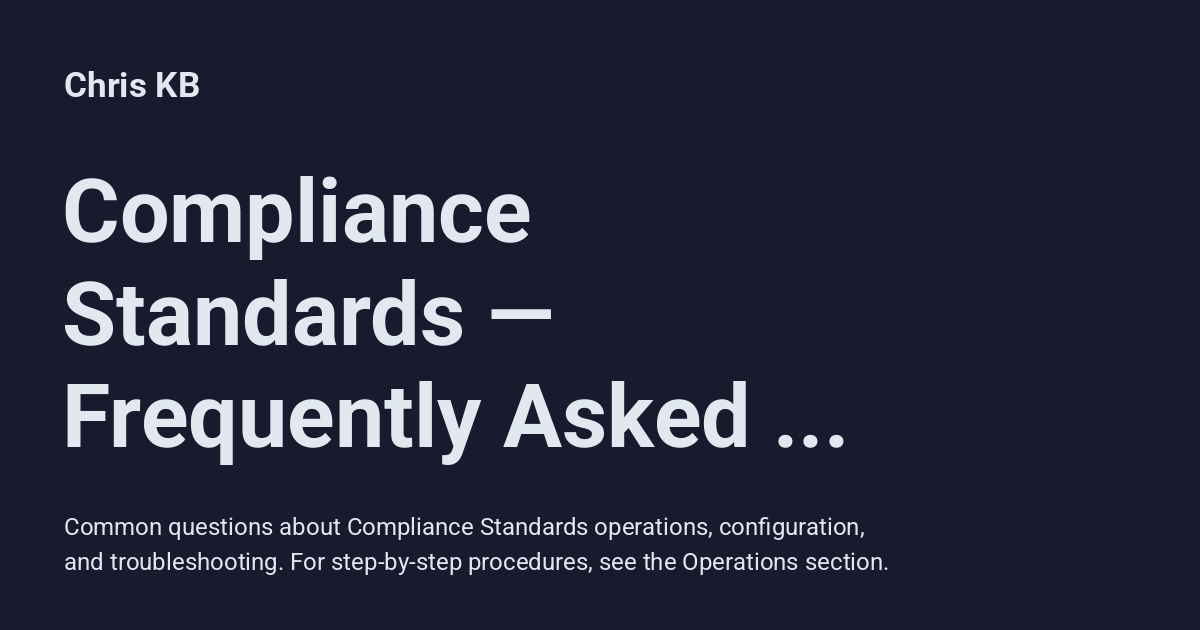 Chris KB
Compliance
Standards —
Frequently Asked ...
Common questions about Compliance Standards operations, configuration,
and troubleshooting. For step-by-step procedures, see the Operations section.